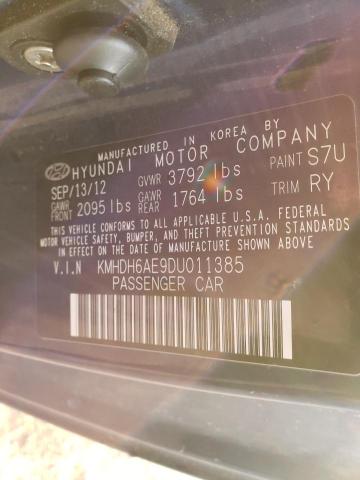 MANUFACTURED IN KOREA BY
HYUNDAI MOTOR COMPANY
SEP/13/12 GVWR 3792 lbs PAINT S7U
GAWR FRONT 2095 lbs GAWR REAR 1764 lbs TRIM RY
THIS VEHICLE CONFORMS TO ALL APPLICABLE U.S.A. FEDERAL
MOTOR VEHICLE SAFETY, BUMPER, AND THEFT PREVENTION STANDARDS
IN EFFECT ON THE DATE OF MANUFACTURE SHOWN ABOVE.
V.I.N KMHDH6AE9DU011385
PASSENGER CAR